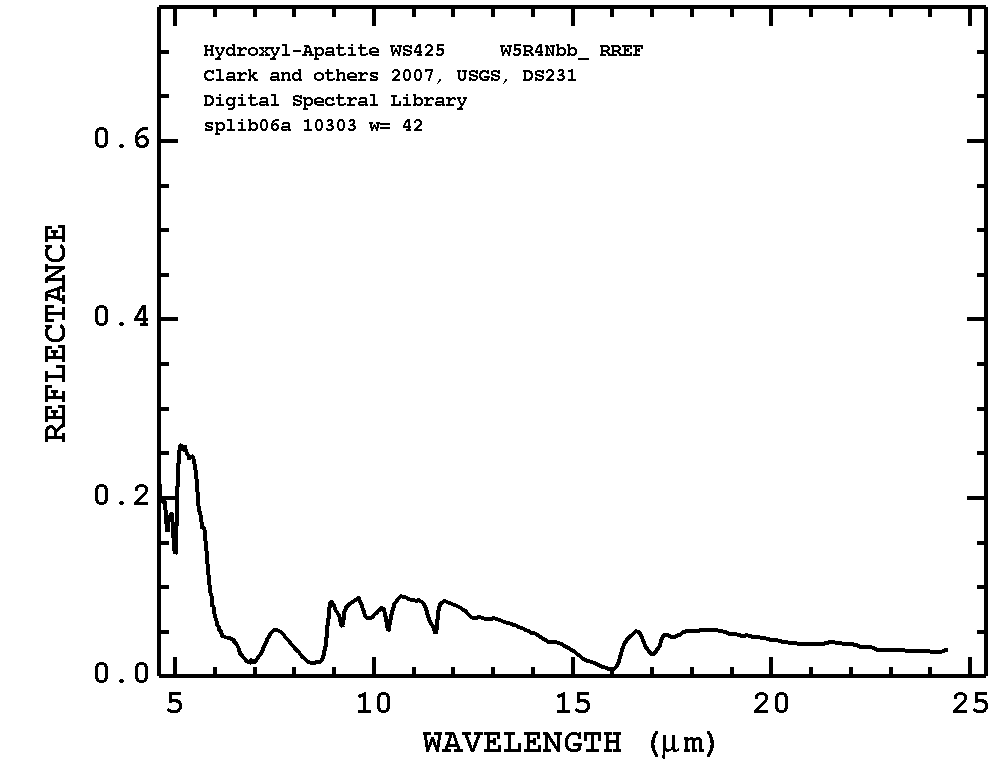 Hydroxyl-Apatite WS425 W5R4Nbb_ RREF
Clark and others 2007, USGS, DS231
Digital Spectral Library
splib06a 10303 w= 42
0.6
0.4
0.2
0.0
REFLECTANCE
5 10 15 20 25
WAVELENGTH (μm)